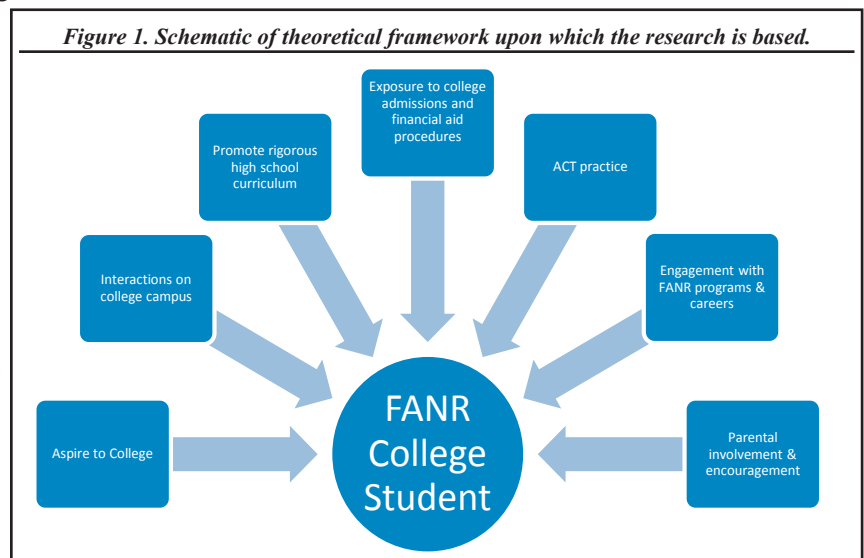 Figure 1. Schematic of theoretical framework upon which the research is based.
Exposure to college
admissions and
financial aid
procedures
Promote rigorous
high school
curriculum
ACT practice
Interactions on
college campus
Engagement with
FANR programs &
careers
Aspire to College
FANR
College
Student
Parental
involvement &
encouragement